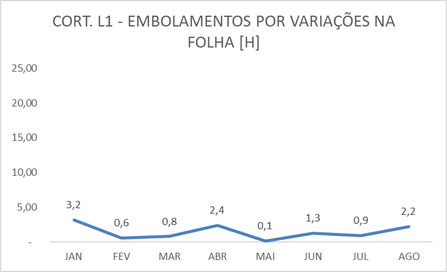 CORT. L1 - EMBOLAMENTOS POR VARIAÇÕES NA
FOLHA [H]
25,00
20,00
15,00
10,00
5,00
-
3,2
0,6
0,8
2,4
0,1
1,3
0,9
2,2
JAN
FEV
MAR
ABR
MAI
JUN
JUL
AGO